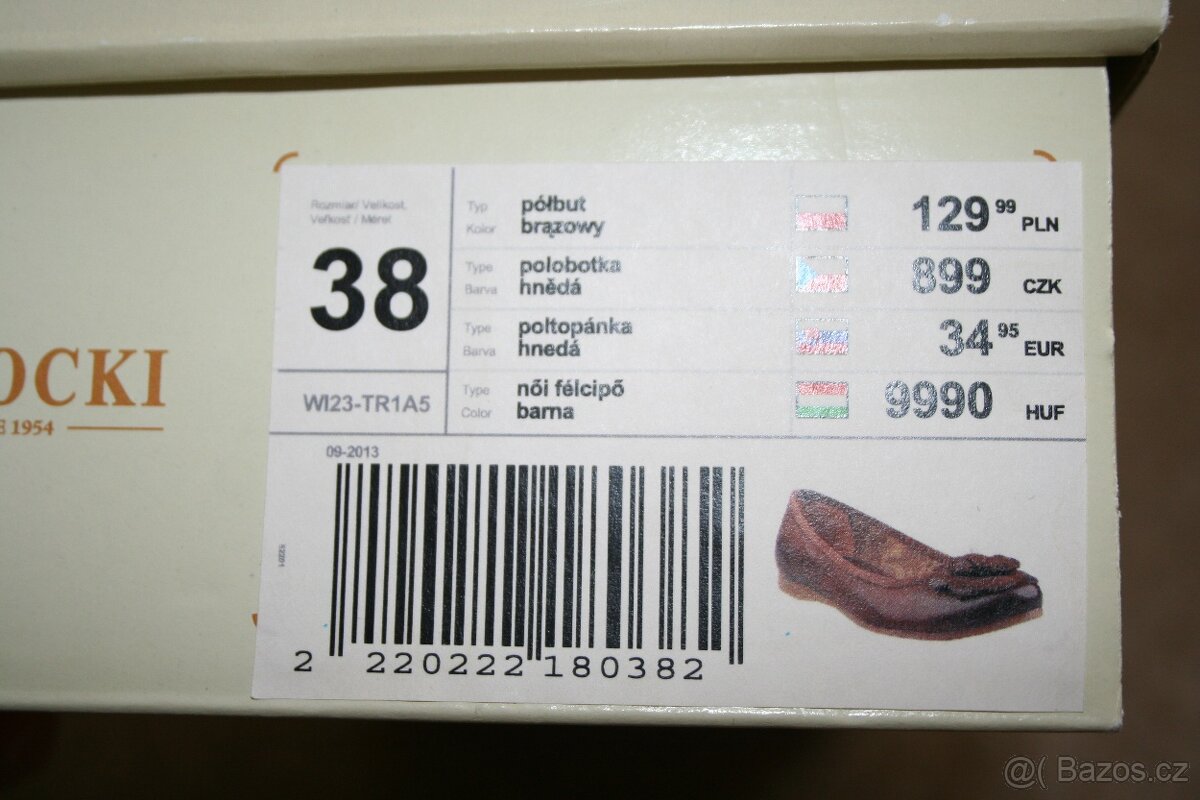 OCKI
E 1954
Rozmiar/ Velikost,
Veľkosť / Méret
38
WI23-TR1A5
Typ półbut
Kolor brązowy
129 99 PLN
Type polobotka
Barva hnědá
899 CZK
Type poltopánka
Barva hnedá
34 95 EUR
Type női félcipő
Color barna
9990 HUF
09-2013
2 220222 180382
@( Bazos.cz